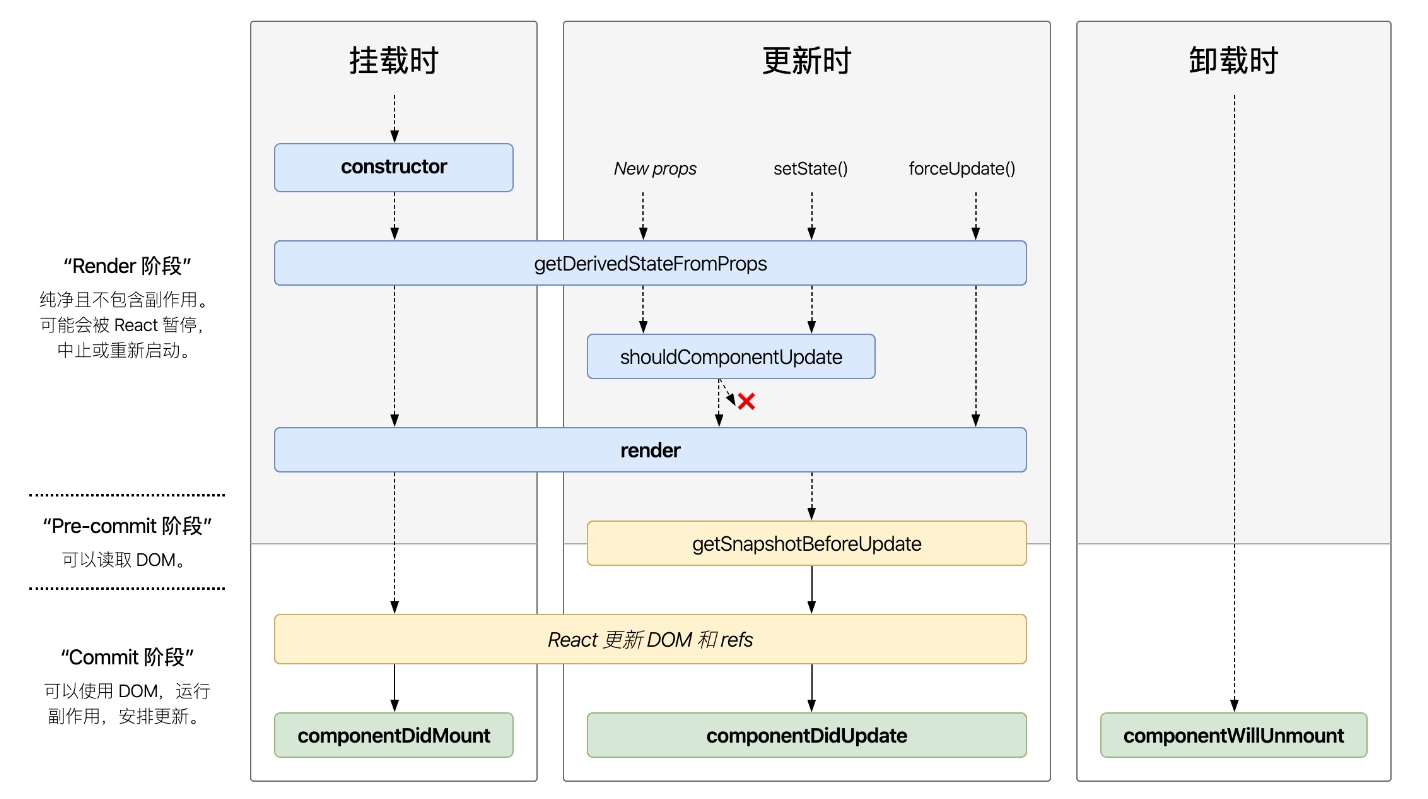 挂载时
更新时
卸载时
constructor
New props
setState()
forceUpdate()
getDerivedStateFromProps
shouldComponentUpdate
render
getSnapshotBeforeUpdate
React 更新 DOM 和 refs
componentDidMount
componentDidUpdate
componentWillUnmount
“Render 阶段”
纯净且不包含副作用。
可能会被 React 暂停，
中止或重新启动。
“Pre-commit 阶段”
可以读取 DOM。
“Commit 阶段”
可以使用 DOM，运行
副作用，安排更新。